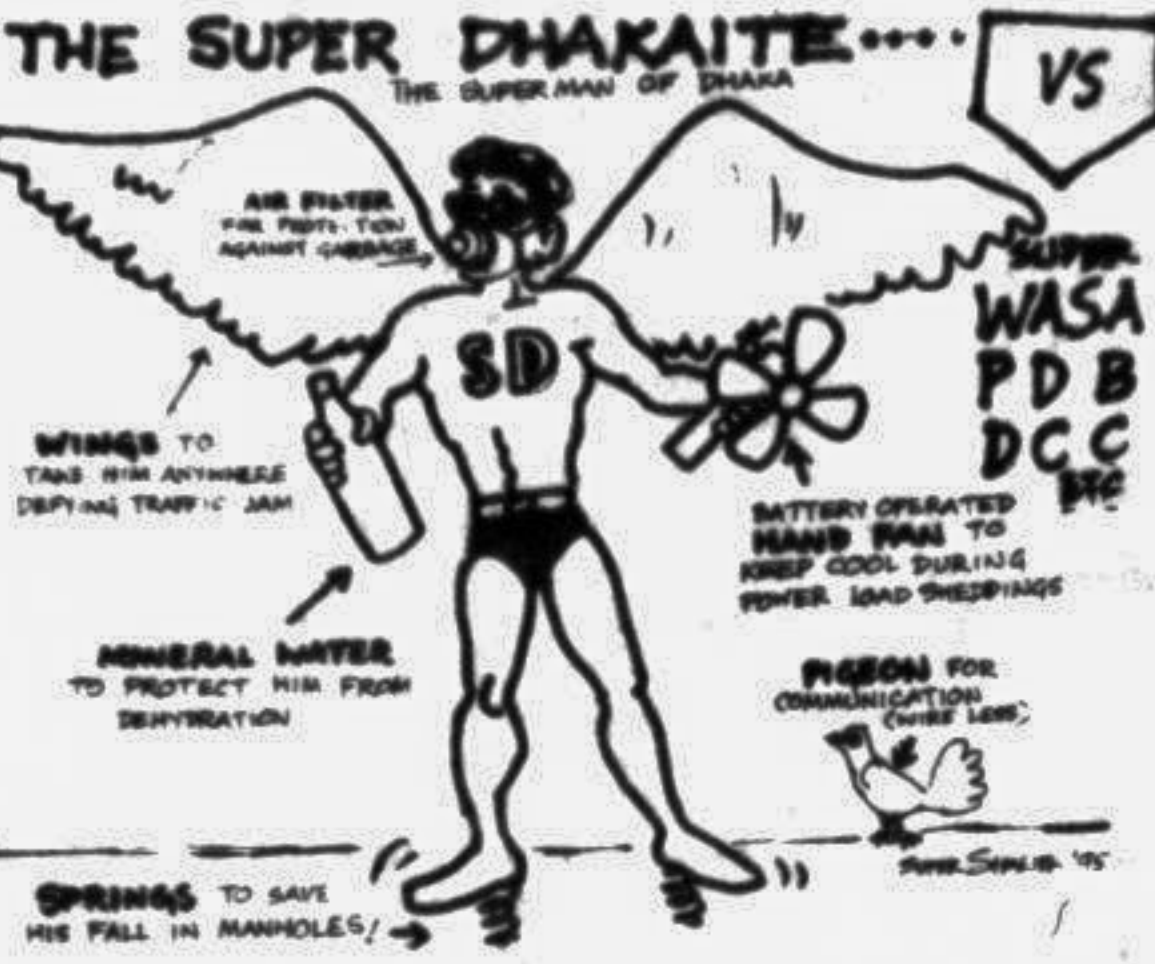 THE SUPER DHAKAITE....
THE SUPERMAN OF DHAKA
VS
AIR FILTER
FOR PROTECTION
AGAINST GARBAGE
SD
SUPER
WASA
PDB
DCC
ETC
WINGS TO
TAKE HIM ANYWHERE
DEFYING TRAFFIC JAM
BATTERY OPERATED
HAND FAN TO
KEEP COOL DURING
POWER LOAD SHEDDINGS
MINERAL WATER
TO PROTECT HIM FROM
DEHYDRATION
PIGEON FOR
COMMUNICATION
(WIRE LESS)
'95
SPRINGS TO SAVE
HIS FALL IN MANHOLES!